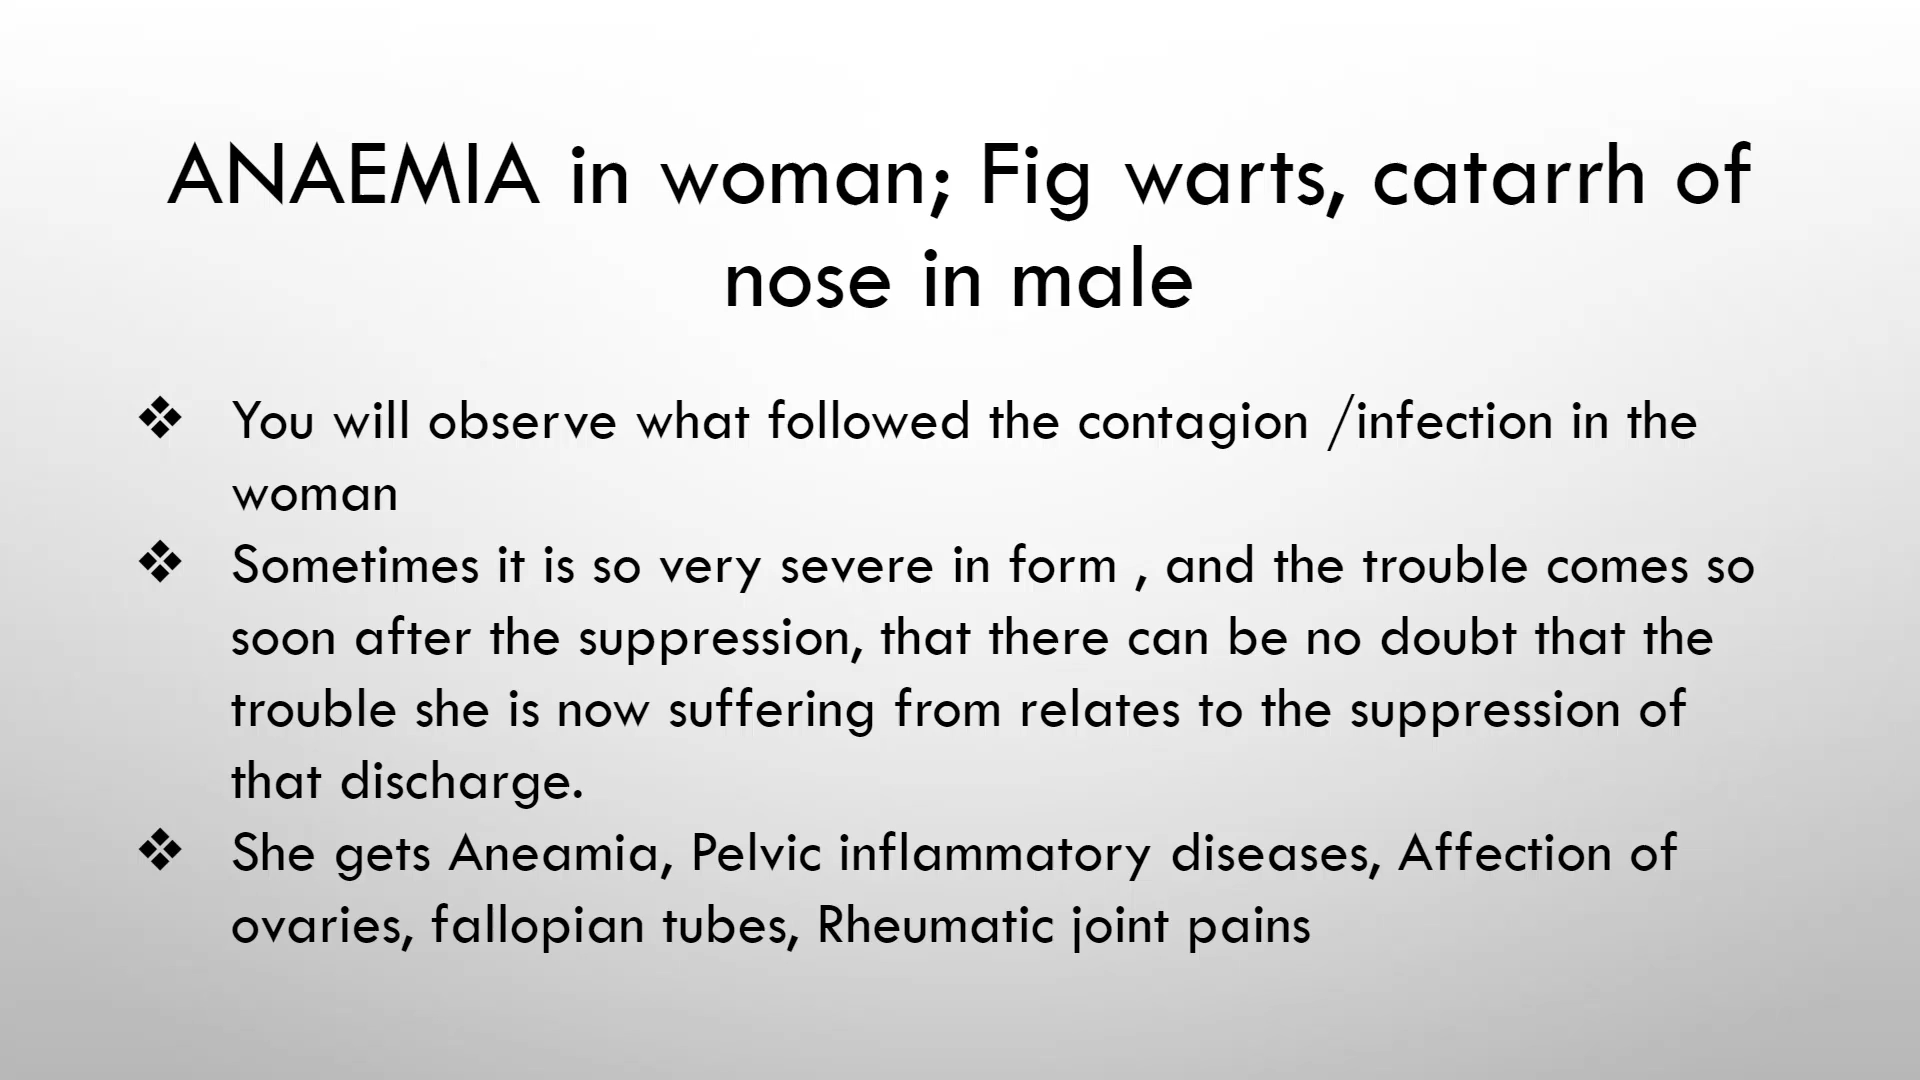 ANAEMIA in woman; Fig warts, catarrh of
nose in male
❖ You will observe what followed the contagion /infection in the
woman
❖ Sometimes it is so very severe in form , and the trouble comes so
soon after the suppression, that there can be no doubt that the
trouble she is now suffering from relates to the suppression of
that discharge.
❖ She gets Aneamia, Pelvic inflammatory diseases, Affection of
ovaries, fallopian tubes, Rheumatic joint pains